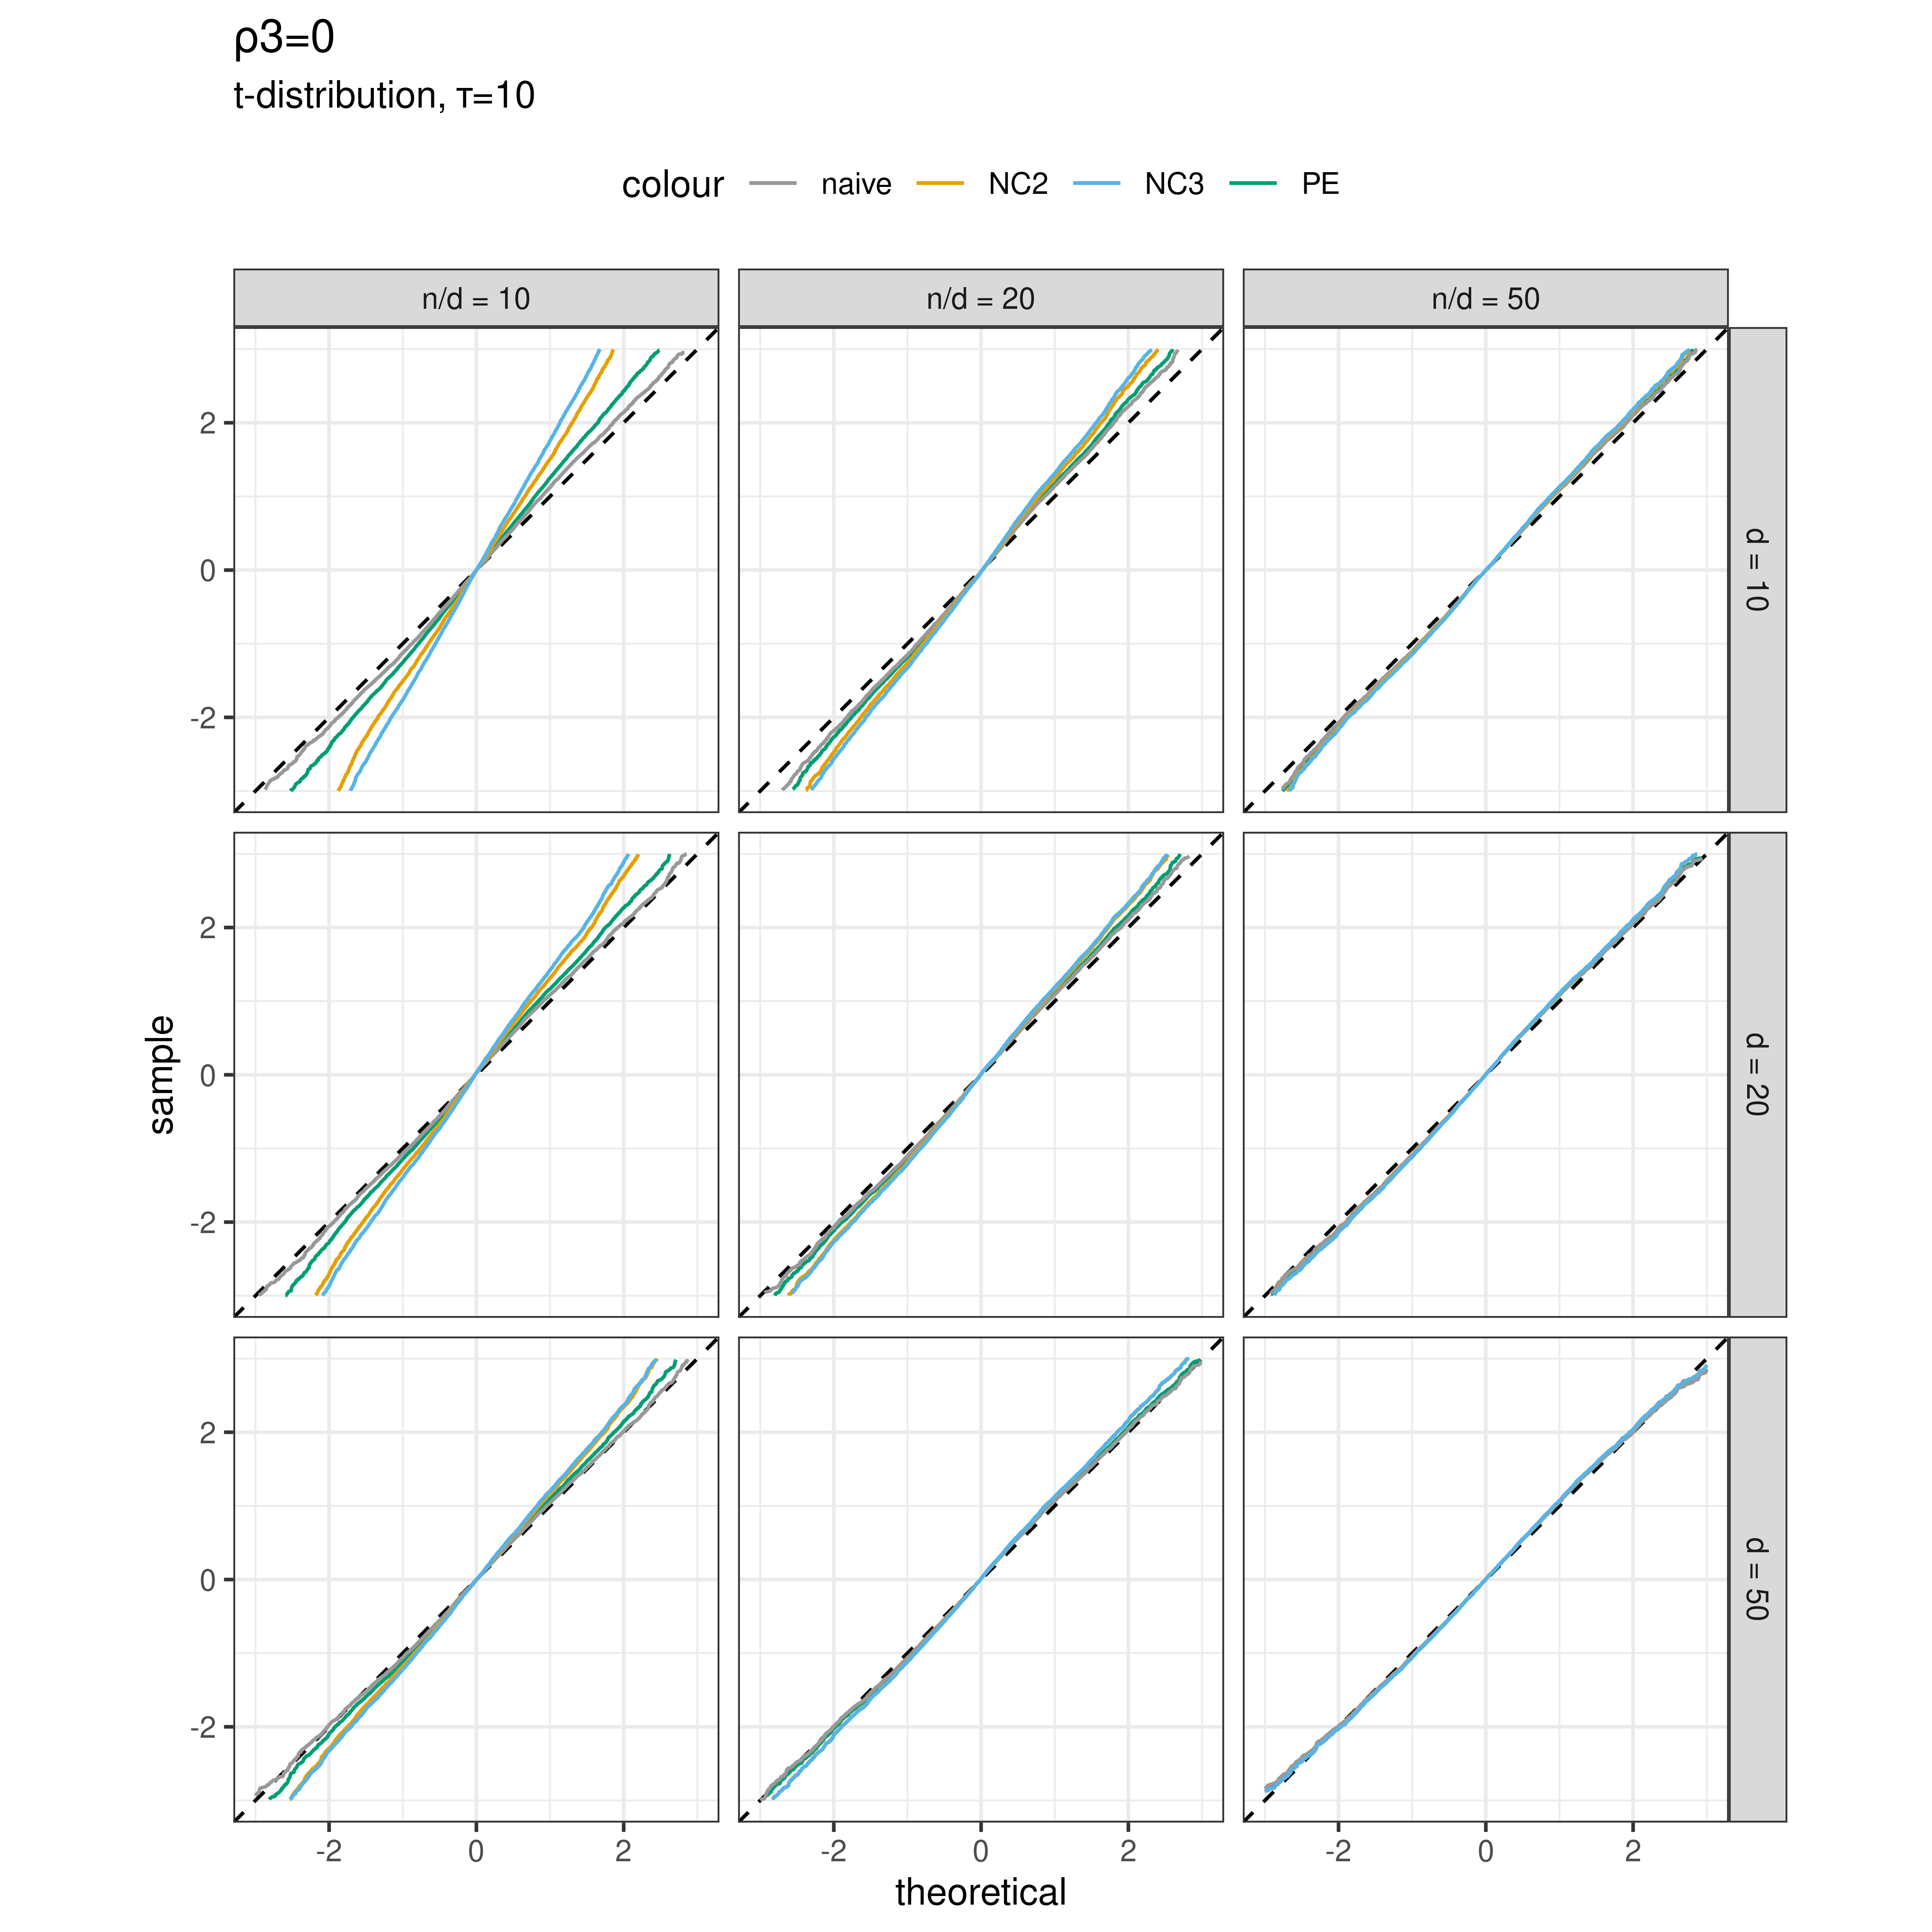 ρ3=0
t-distribution, τ=10
colour naive NC2 NC3 PE
n/d = 10 n/d = 20 n/d = 50
2
0
-2
d = 10
2
0
-2
d = 20
2
0
-2
d = 50
sample
-2 0 2 -2 0 2 -2 0 2
theoretical